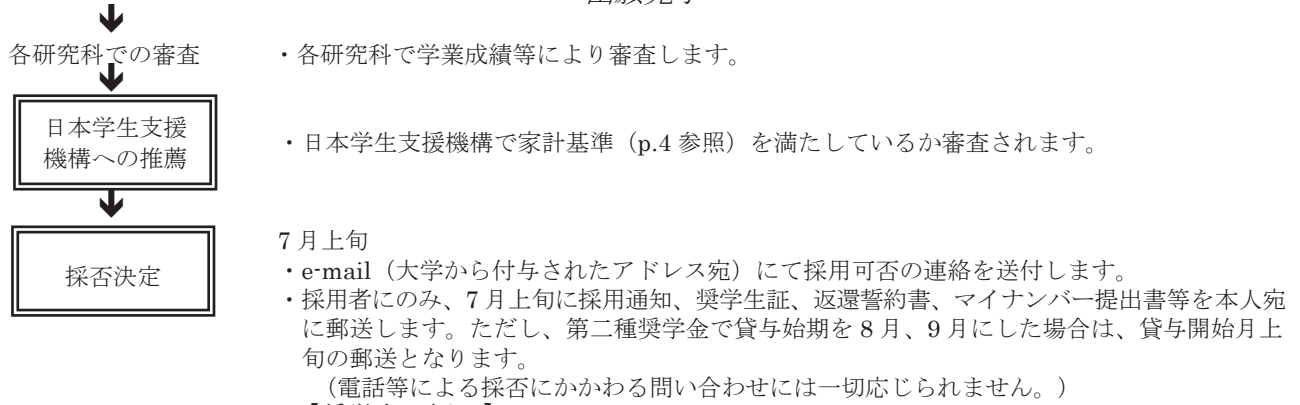 各研究科での審査
・各研究科で学業成績等により審査します。
日本学生支援
機構への推薦
・日本学生支援機構で家計基準（p.4 参照）を満たしているか審査されます。
採否決定
7 月上旬
・e-mail（大学から付与されたアドレス宛）にて採用可否の連絡を送付します。
・採用者にのみ、7 月上旬に採用通知、奨学生証、返還誓約書、マイナンバー提出書等を本人宛
に郵送します。ただし、第二種奨学金で貸与始期を 8 月、9 月にした場合は、貸与開始月上
旬の郵送となります。
（電話等による採否にかかわる問い合わせには一切応じられません。）